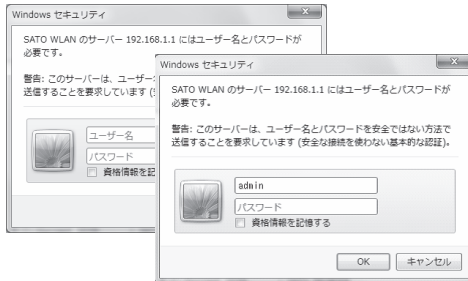 Windows セキュリティ
SATO WLAN のサーバー 192.168.1.1 にはユーザー名とパスワードが
必要です。
警告: このサーバーは、ユーザー
送信することを要求しています
ユーザー名
パスワード
資格情報を記
Windows セキュリティ
SATO WLAN のサーバー 192.168.1.1 にはユーザー名とパスワードが
必要です。
警告: このサーバーは、ユーザー名とパスワードを安全ではない方法で
送信することを要求しています (安全な接続を使わない基本的な認証)。
admin
パスワード
資格情報を記憶する
OK
キャンセル